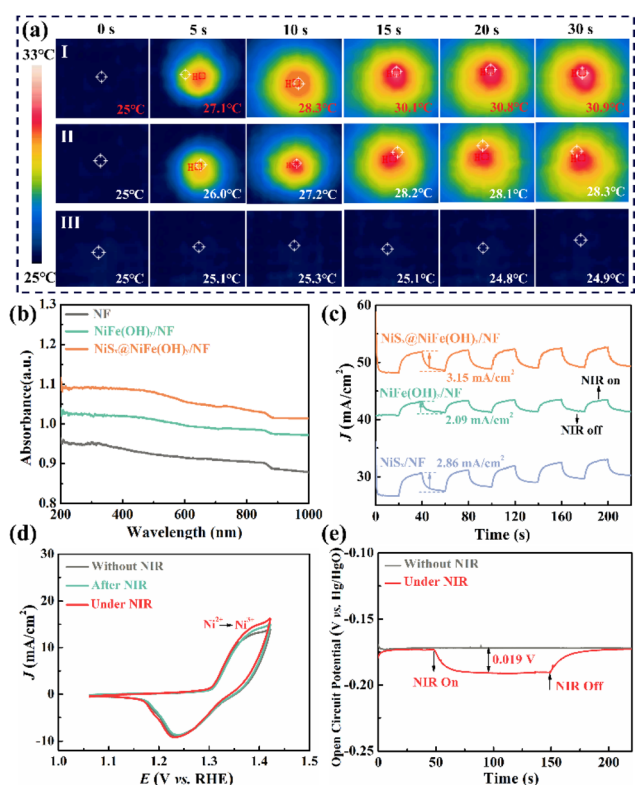 (a)
0 s 5 s 10 s 15 s 20 s 30 s
33°C
I
H
25°C 27.1°C 28.3°C 30.1°C 30.8°C 30.9°C
II
H
25°C 26.0°C 27.2°C 28.2°C 28.1°C 28.3°C
III
25°C
25°C 25.1°C 25.3°C 25.1°C 24.8°C 24.9°C
(b)
1.3
1.2
1.1
1.0
0.9
0.8
Absorbance(a.u.)
NF
NiFe(OH)y/NF
NiSx@NiFe(OH)y/NF
200 400 600 800 1000
Wavelength (nm)
(c)
60
50
40
30
J (mA/cm²)
NiSx@NiFe(OH)y/NF
3.15 mA/cm²
NIR on
NiFe(OH)y/NF
2.09 mA/cm²
NIR off
NiSx/NF 2.86 mA/cm²
0 40 80 120 160 200
Time (s)
(d)
30
20
10
0
-10
J (mA/cm²)
Without NIR
After NIR
Under NIR
Ni²⁺ → Ni³⁺
1.0 1.1 1.2 1.3 1.4 1.5
E (V vs. RHE)
(e)
-0.10
-0.15
-0.20
-0.25
Open Circuit Potential (V vs. Hg/HgO)
Without NIR
Under NIR
0.019 V
NIR On
NIR Off
0 50 100 150 200
Time (s)